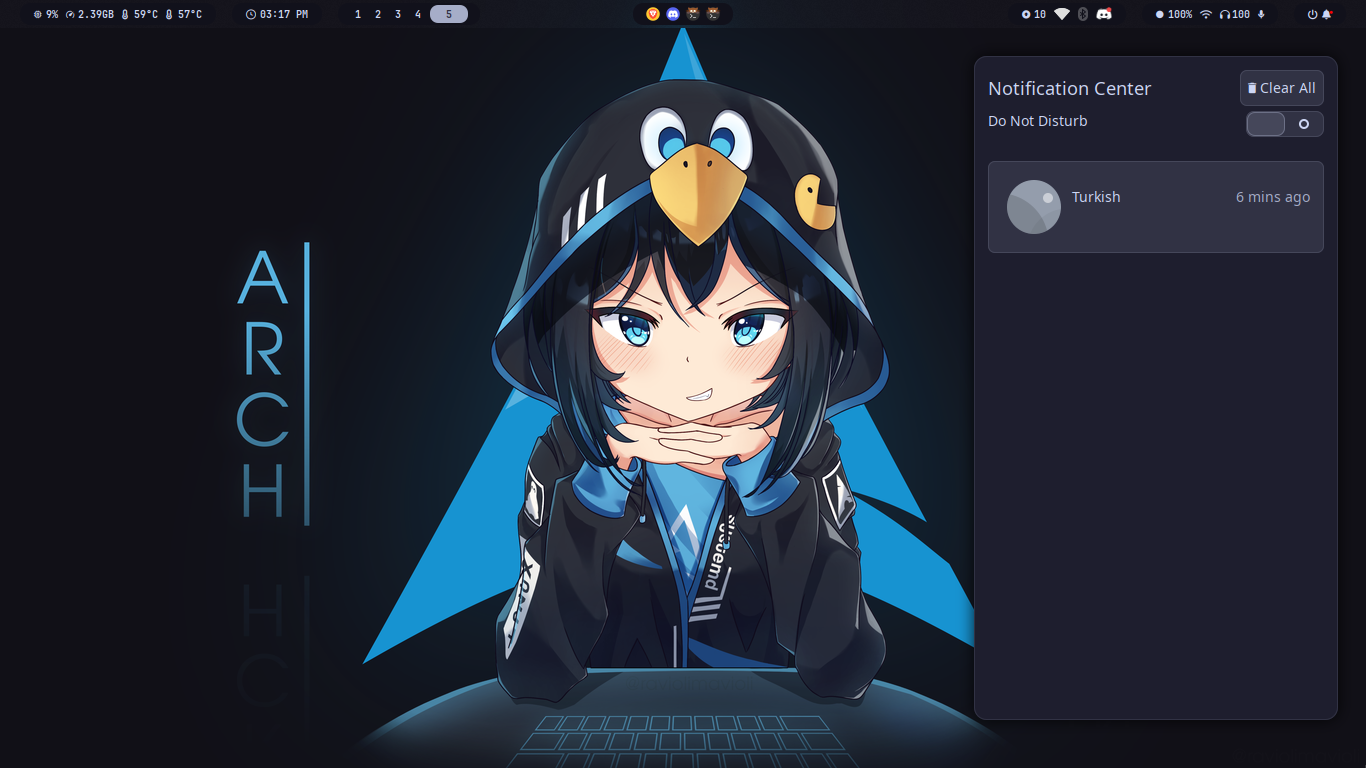 9% 2.39GB 59°C 57°C
03:17 PM
1 2 3 4 5
10
100% 100
Notification Center
Clear All
Do Not Disturb
Turkish
6 mins ago
ARCH